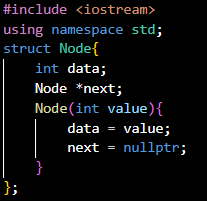 #include <iostream>
using namespace std;
struct Node{
    int data;
    Node *next;
    Node(int value){
        data = value;
        next = nullptr;
    }
};